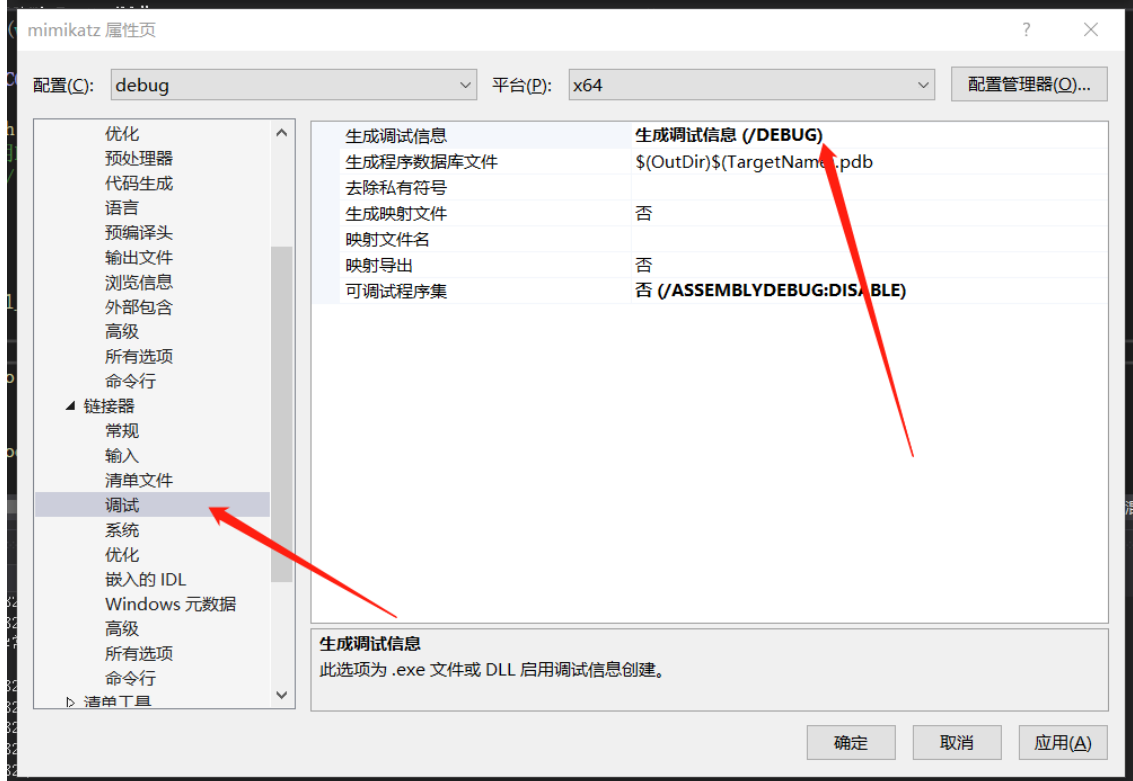 mimikatz 属性页
?
配置(C): debug 平台(P): x64 配置管理器(O)...
优化
预处理器
代码生成
语言
预编译头
输出文件
浏览信息
外部包含
高级
所有选项
命令行
链接器
常规
输入
清单文件
调试
系统
优化
嵌入的 IDL
Windows 元数据
高级
所有选项
命令行
清单工具
生成调试信息 生成调试信息 (/DEBUG)
生成程序数据库文件 $(OutDir)$(TargetName).pdb
去除私有符号
生成映射文件 否
映射文件名
映射导出 否
可调试程序集 否 (/ASSEMBLYDEBUG:DISABLE)
生成调试信息
此选项为 .exe 文件或 DLL 启用调试信息创建。
确定 取消 应用(A)